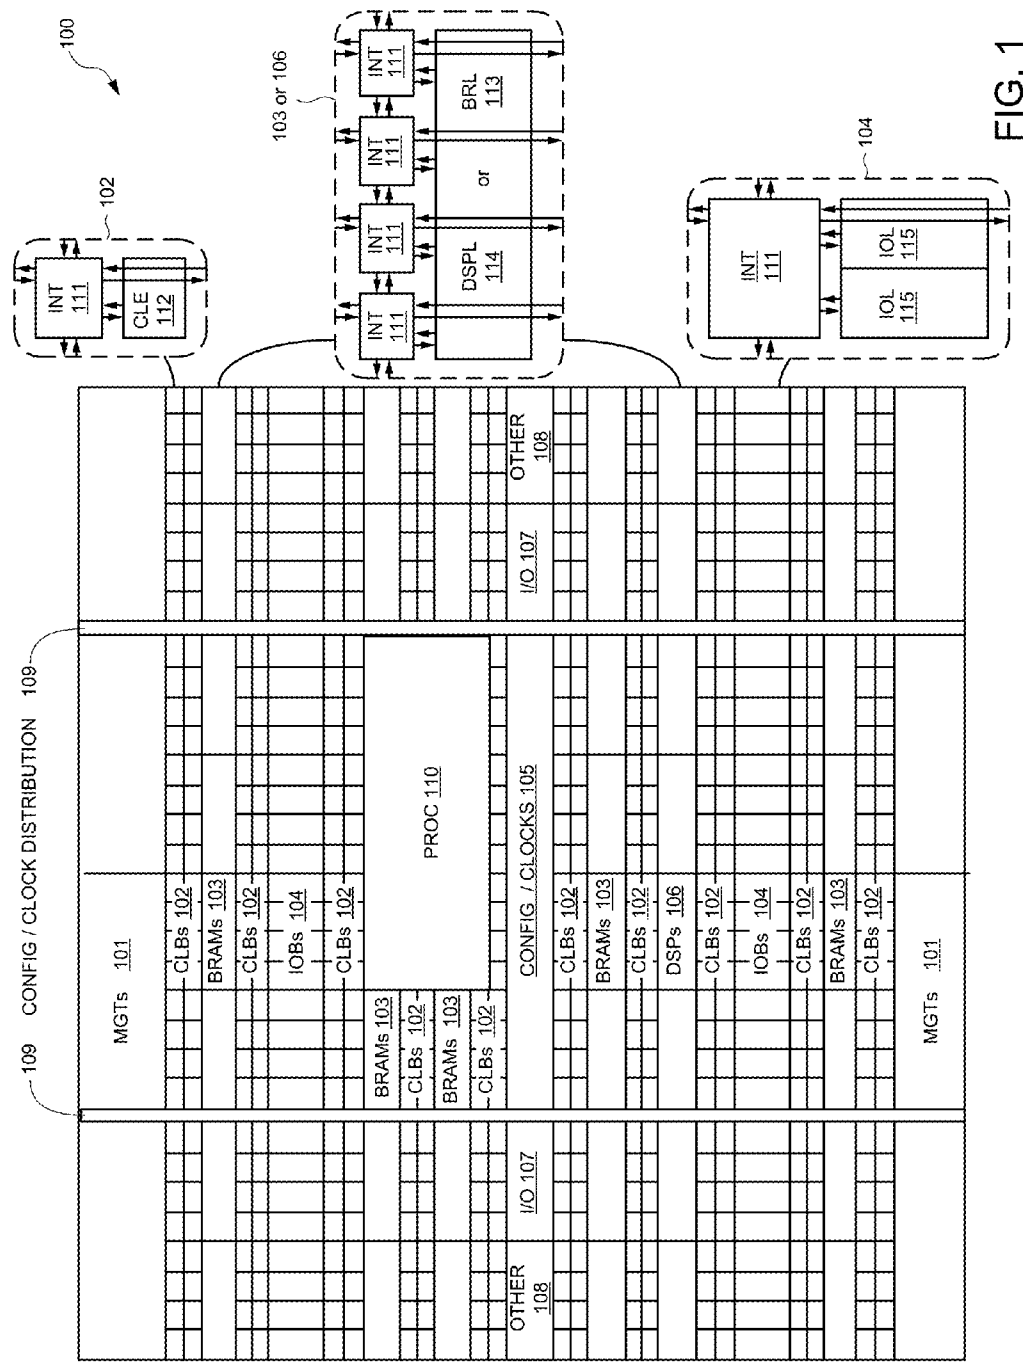 100
FIG. 1
109
CONFIG / CLOCK DISTRIBUTION
109
MGTs 101
CLBs 102
BRAMs 103
CLBs 102
IOBs 104
CLBs 102
BRAMs 103
CLBs 102
BRAMs 103
CLBs 102
PROC 110
OTHER
108
I/O 107
CONFIG / CLOCKS 105
I/O 107
OTHER
108
CLBs 102
BRAMs 103
CLBs 102
DSPs 106
CLBs 102
IOBs 104
CLBs 102
BRAMs 103
CLBs 102
MGTs 101
102
INT
111
CLE
112
103 or 106
INT
111
INT
111
INT
111
INT
111
DSPL
114
or
BRL
113
104
INT
111
IOL
115
IOL
115